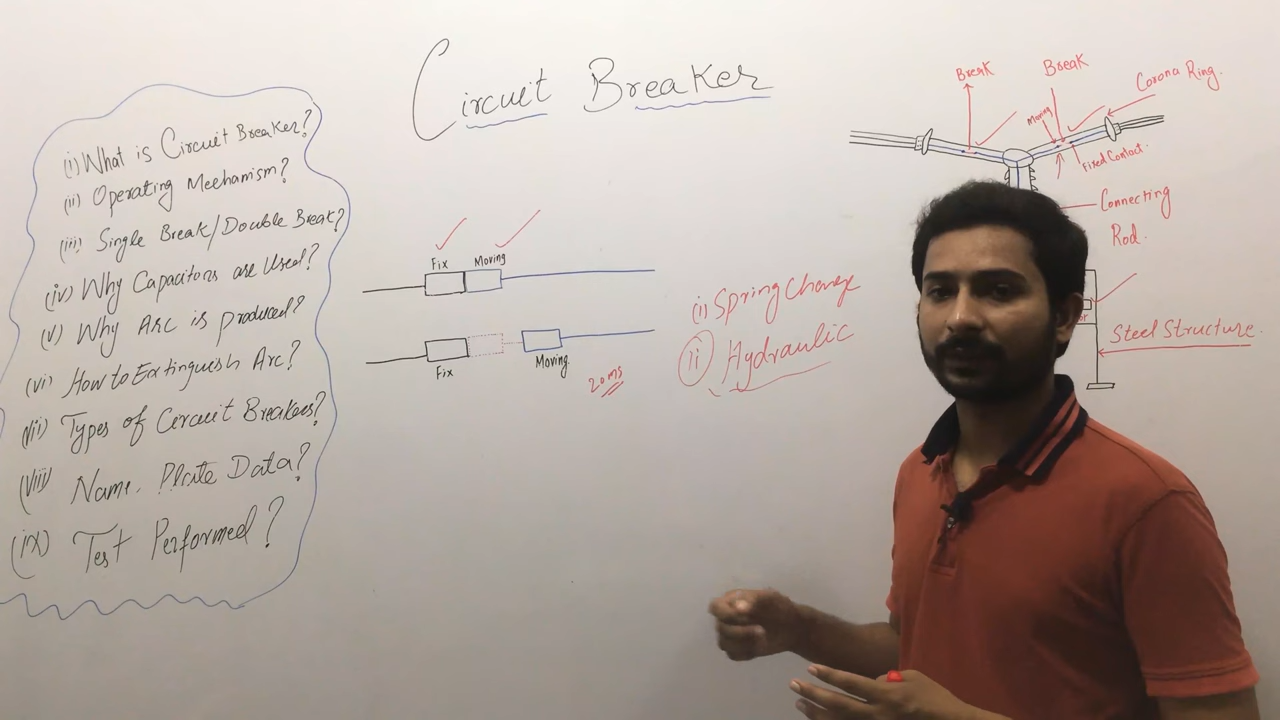 Circuit Breaker
(i) What is Circuit Breaker?
(ii) Operating Mechanism?
(iii) Single Break/Double Break?
(iv) Why Capacitors are Used?
(v) Why Arc is produced?
(vi) How to Extinguish Arc?
(vii) Types of Circuit Breakers?
(viii) Name Plate Data?
(ix) Test Performed?
Fix Moving
Fix Moving
20ms
(i) Spring Charge
(ii) Hydraulic
Break
Break
Corona Ring.
Moving
Fixed Contact.
Connecting
Rod.
Steel Structure.